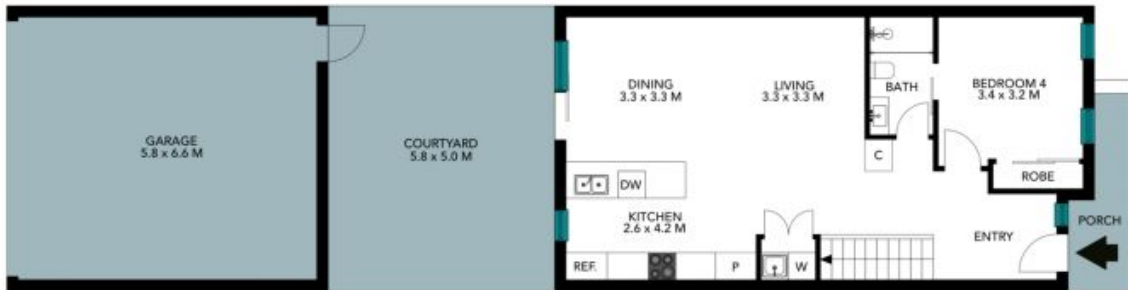 GARAGE
5.8 x 6.6 M
COURTYARD
5.8 x 5.0 M
DINING
3.3 x 3.3 M
LIVING
3.3 x 3.3 M
BATH
BEDROOM 4
3.4 x 3.2 M
C
ROBE
DW
KITCHEN
2.6 x 4.2 M
REF.
P
W
ENTRY
PORCH